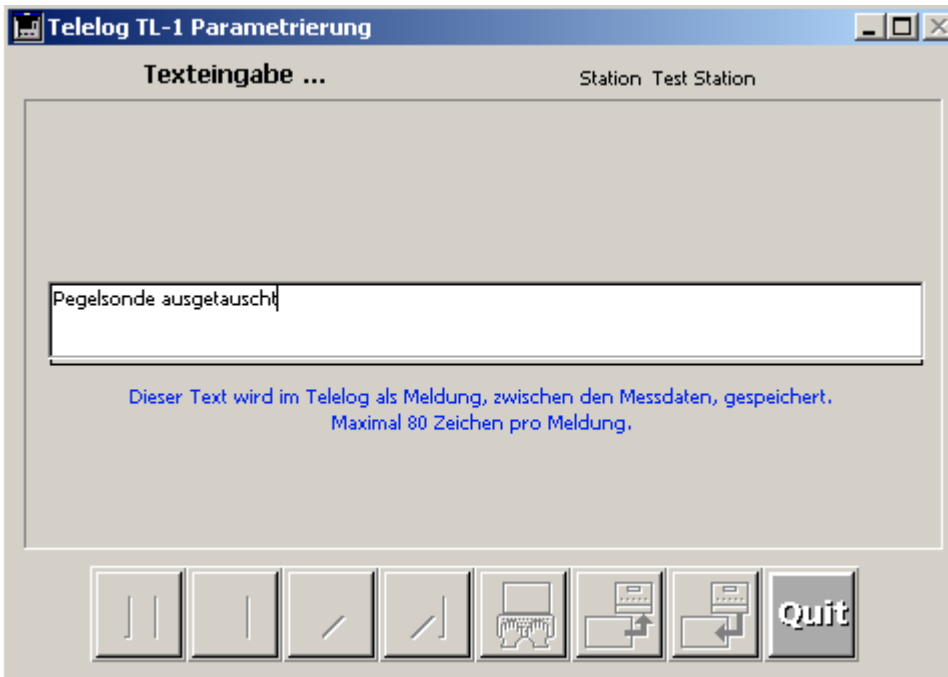 Telelog TL-1 Parametrierung
Texteingabe ...
Station Test Station
Pegelsonde ausgetauscht
Dieser Text wird im Telelog als Meldung, zwischen den Messdaten, gespeichert.
Maximal 80 Zeichen pro Meldung.
Quit